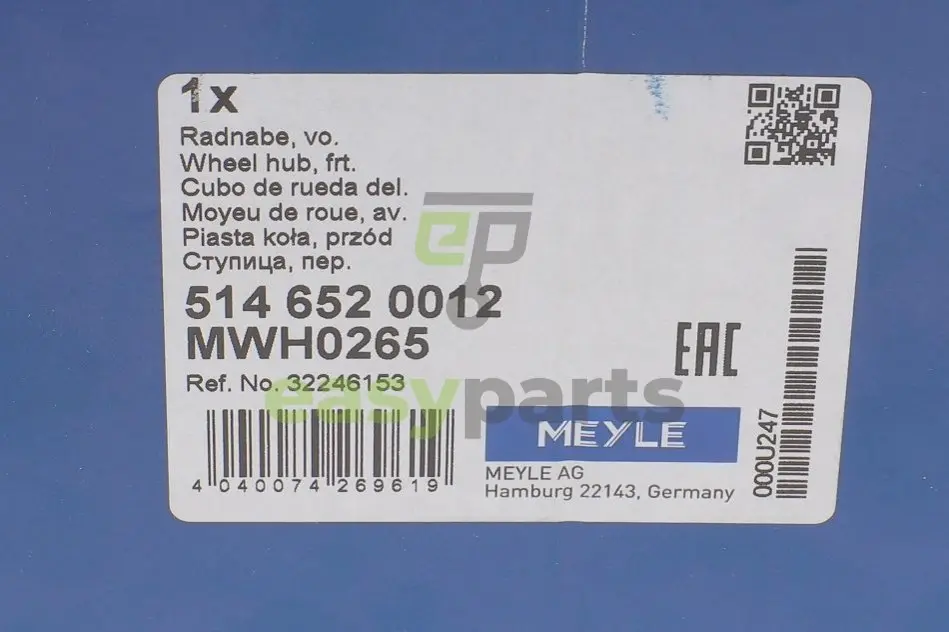 1x
Radnabe, vo.
Wheel hub, frt.
Cubo de rueda del.
Moyeu de roue, av.
Piasta koła, przód
Ступица, пер.
514 652 0012
MWH0265
Ref. No. 32246153
4 040074 269619
ep
easyparts
EAC
MEYLE
MEYLE AG
Hamburg 22143, Germany
000U247